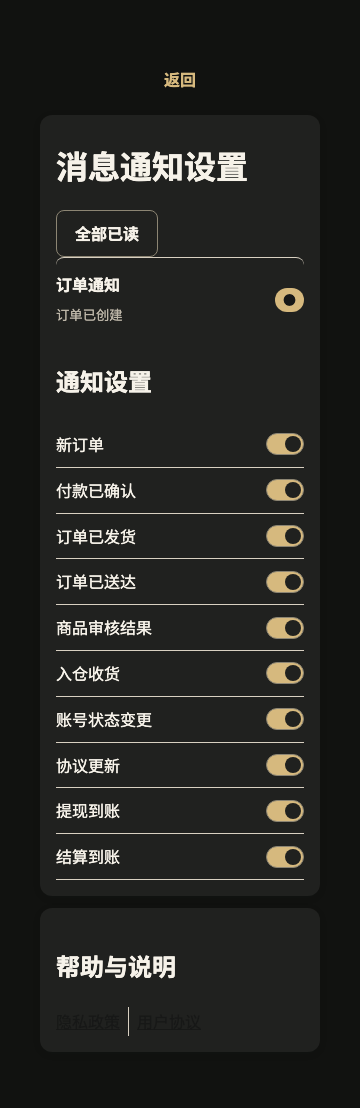 返回
消息通知设置
全部已读
订单通知
订单已创建
通知设置
新订单
付款已确认
订单已发货
订单已送达
商品审核结果
入仓收货
账号状态变更
协议更新
提现到账
结算到账
帮助与说明
隐私政策 用户协议